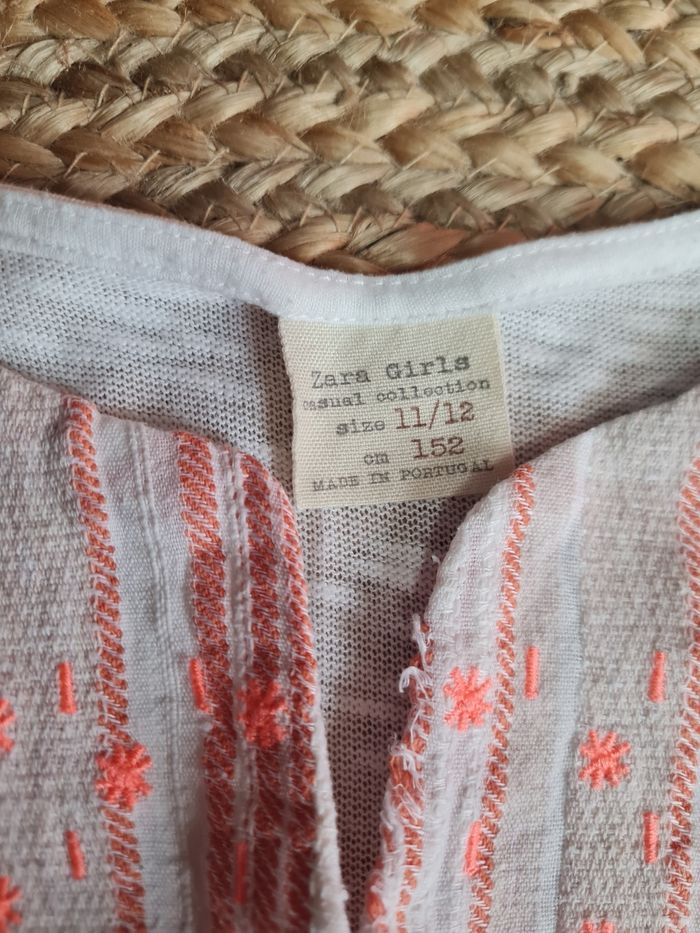 Zara Girls
casual collection
size 11/12
cm 152
MADE IN PORTUGAL